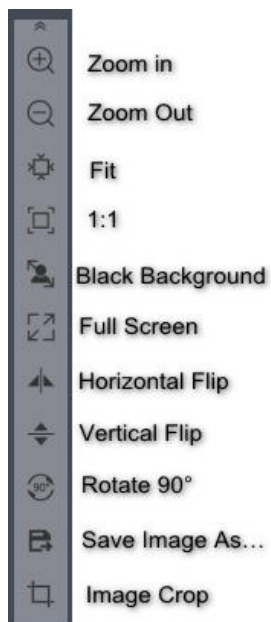 Zoom in
Zoom Out
Fit
1:1
Black Background
Full Screen
Horizontal Flip
Vertical Flip
90° Rotate 90°
Save Image As...
Image Crop